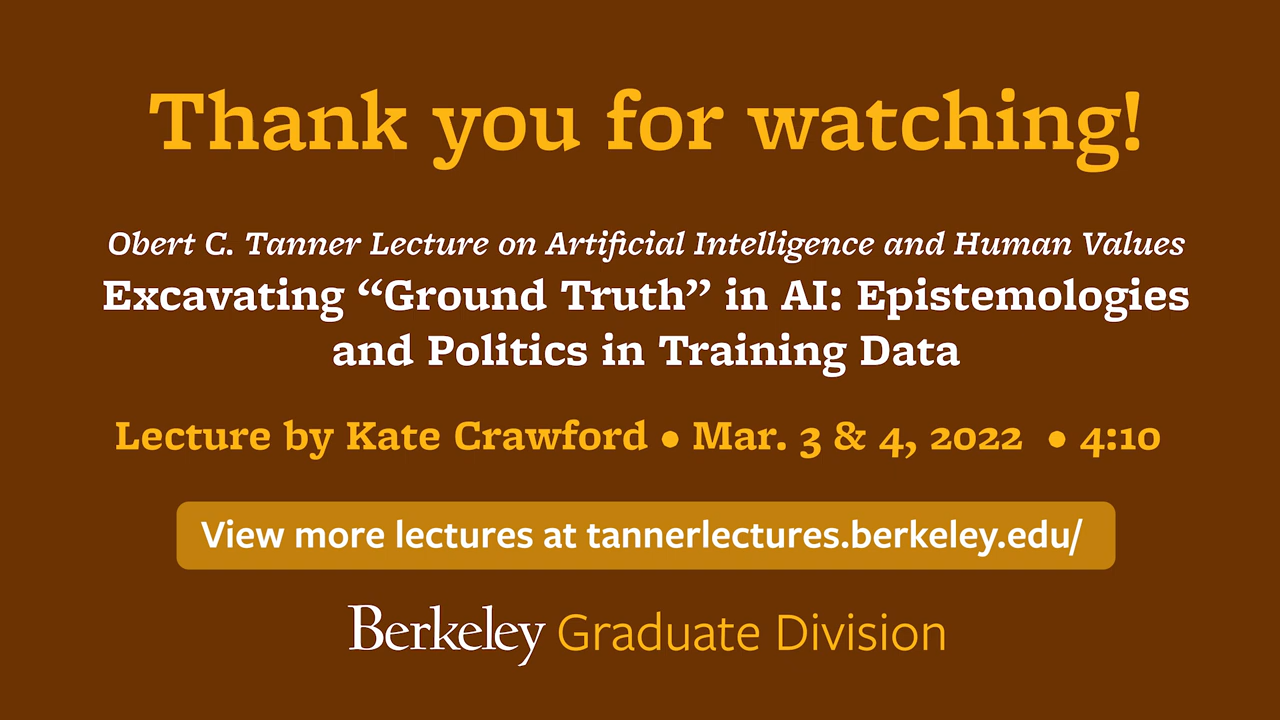 Thank you for watching!
Obert C. Tanner Lecture on Artificial Intelligence and Human Values
Excavating “Ground Truth” in AI: Epistemologies
and Politics in Training Data
Lecture by Kate Crawford • Mar. 3 & 4, 2022 • 4:10
View more lectures at tannerlectures.berkeley.edu/
Berkeley Graduate Division